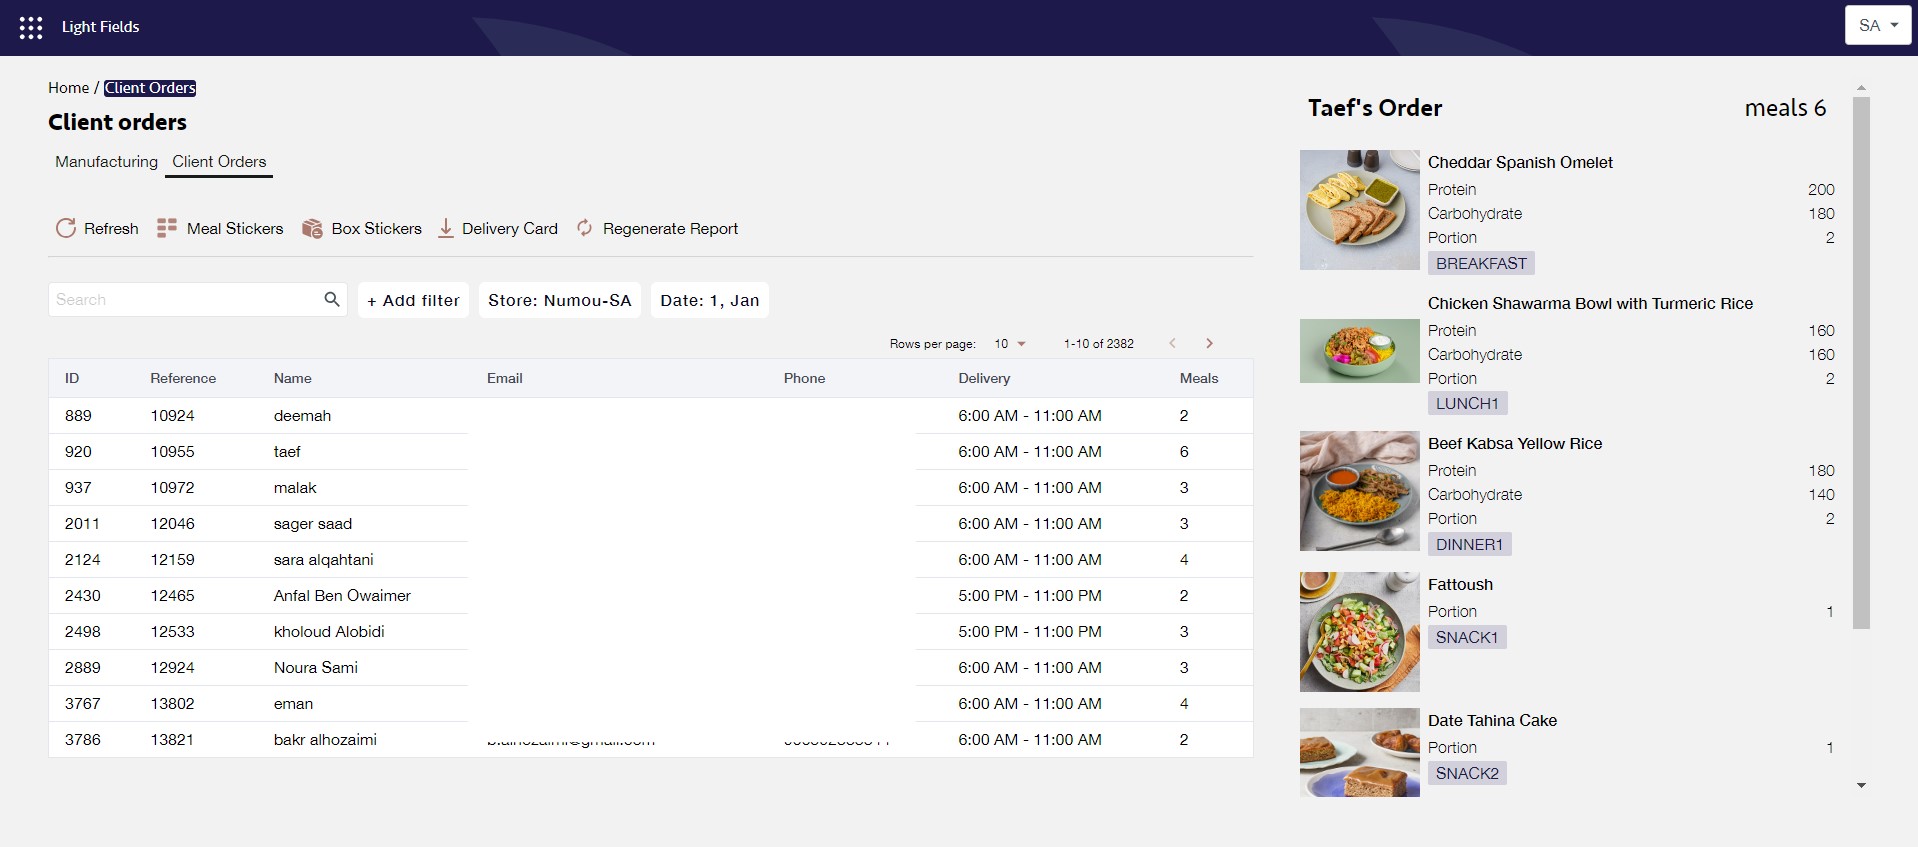 Light Fields
SA
Home / Client Orders
Client orders
Manufacturing Client Orders
Refresh Meal Stickers Box Stickers Delivery Card Regenerate Report
Search + Add filter Store: Numou-SA Date: 1, Jan
Rows per page: 10 1-10 of 2382
ID Reference Name Email Phone Delivery Meals
889 10924 deemah 6:00 AM - 11:00 AM 2
920 10955 taef 6:00 AM - 11:00 AM 6
937 10972 malak 6:00 AM - 11:00 AM 3
2011 12046 sager saad 6:00 AM - 11:00 AM 3
2124 12159 sara alqahtani 6:00 AM - 11:00 AM 4
2430 12465 Anfal Ben Owaimer 5:00 PM - 11:00 PM 2
2498 12533 kholoud Alobidi 5:00 PM - 11:00 PM 3
2889 12924 Noura Sami 6:00 AM - 11:00 AM 3
3767 13802 eman 6:00 AM - 11:00 AM 4
3786 13821 bakr alhozaimi 6:00 AM - 11:00 AM 2
Taef's Order meals 6
Cheddar Spanish Omelet
Protein 200
Carbohydrate 180
Portion 2
BREAKFAST
Chicken Shawarma Bowl with Turmeric Rice
Protein 160
Carbohydrate 160
Portion 2
LUNCH1
Beef Kabsa Yellow Rice
Protein 180
Carbohydrate 140
Portion 2
DINNER1
Fattoush
Portion 1
SNACK1
Date Tahina Cake
Portion 1
SNACK2